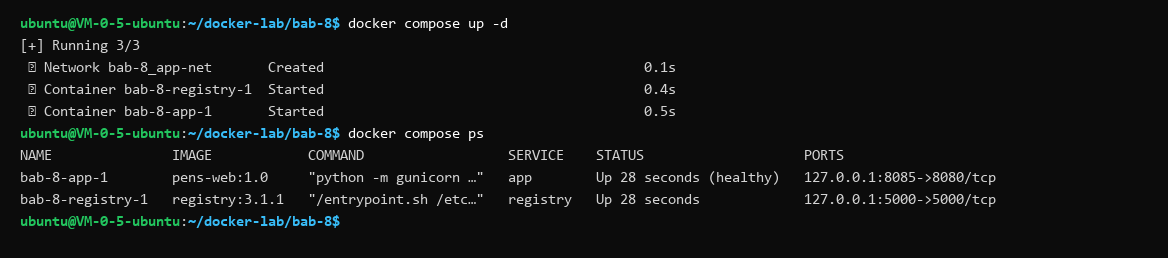 ubuntu@VM-0-5-ubuntu:~/docker-lab/bab-8$ docker compose up -d
[+] Running 3/3
Network bab-8_app-net Created 0.1s
Container bab-8-registry-1 Started 0.4s
Container bab-8-app-1 Started 0.5s
ubuntu@VM-0-5-ubuntu:~/docker-lab/bab-8$ docker compose ps
NAME IMAGE COMMAND SERVICE STATUS PORTS
bab-8-app-1 pens-web:1.0 "python -m gunicorn …" app Up 28 seconds (healthy) 127.0.0.1:8085->8080/tcp
bab-8-registry-1 registry:3.1.1 "/entrypoint.sh /etc…" registry Up 28 seconds 127.0.0.1:5000->5000/tcp
ubuntu@VM-0-5-ubuntu:~/docker-lab/bab-8$